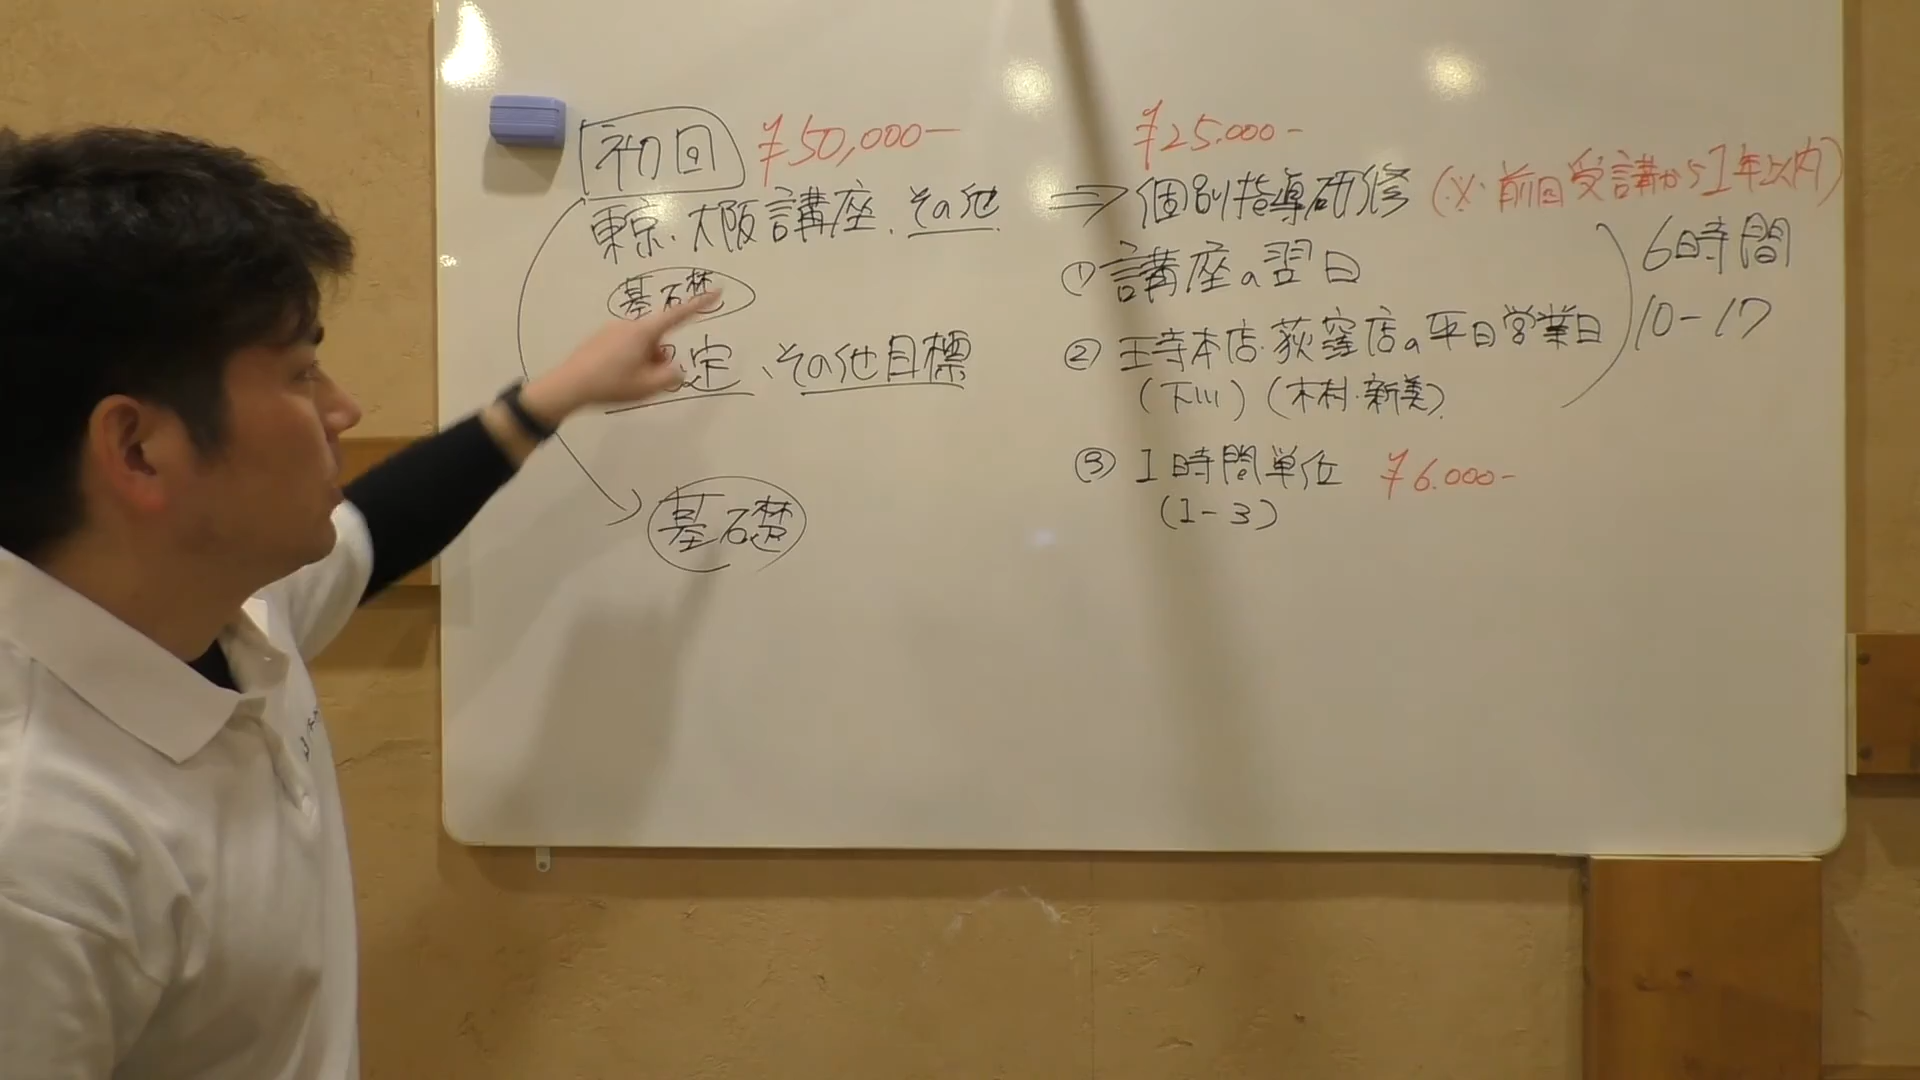 初回 ¥50,000-
東京、大阪講座、その他
基礎
定、その他目標
基礎
¥25.000-
⇒個別指導研修 (※前回受講から1年以内)
① 講座の翌日
② 王寺本店・荻窪店の平日営業日
(下川) (木村・新美)
6時間
10-17
③ 1時間単位 ¥6.000-
(1-3)